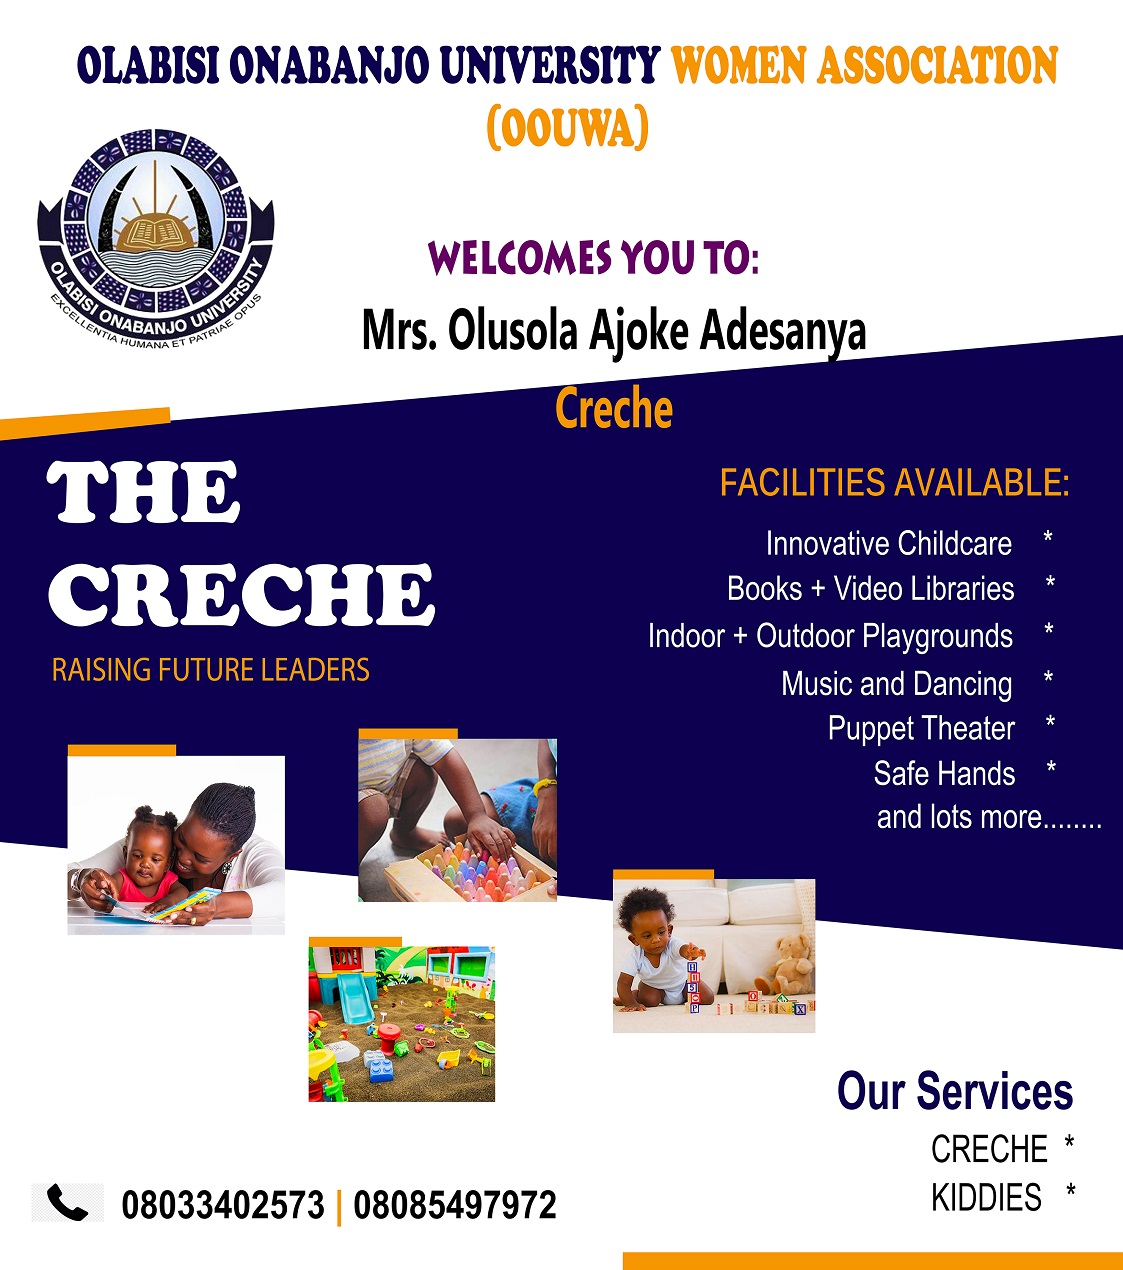 OLABISI ONABANJO UNIVERSITY WOMEN ASSOCIATION
(OOUWA)
OLABISI ONABANJO UNIVERSITY
EXCELLENTIA HUMANA ET PATRIAE OPUS
WELCOMES YOU TO:
Mrs. Olusola Ajoke Adesanya
Creche
THE
CRECHE
RAISING FUTURE LEADERS
FACILITIES AVAILABLE:
Innovative Childcare *
Books + Video Libraries *
Indoor + Outdoor Playgrounds *
Music and Dancing *
Puppet Theater *
Safe Hands *
and lots more........
Our Services
CRECHE *
KIDDIES *
08033402573 | 08085497972